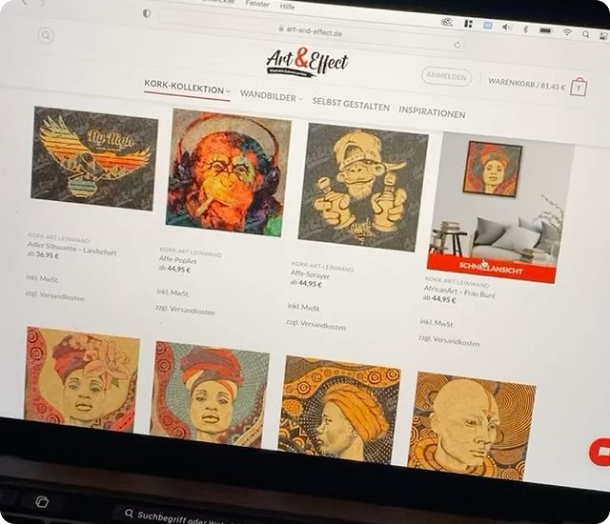 Fenster Hilfe
art-and-effect.de
Art & Effect
ANMELDEN
WARENKORB / 81,45 €
1
KORK-KOLLEKTION
WANDBILDER
SELBST GESTALTEN
INSPIRATIONEN
Fly High
KORK-ART-LEINWAND
Adler Silhouette – Landschaft
ab 36,95 €
inkl. MwSt.
zzgl. Versandkosten
KORK-ART-LEINWAND
Affe-PopArt
ab 44,95 €
inkl. MwSt.
zzgl. Versandkosten
KORK-ART-LEINWAND
Affe-Sprayer
ab 44,95 €
inkl. MwSt.
zzgl. Versandkosten
SCHNELLANSICHT
KORK-ART-LEINWAND
AfricanArt – Frau Bunt
ab 44,95 €
inkl. MwSt.
zzgl. Versandkosten
Suchbegriff oder